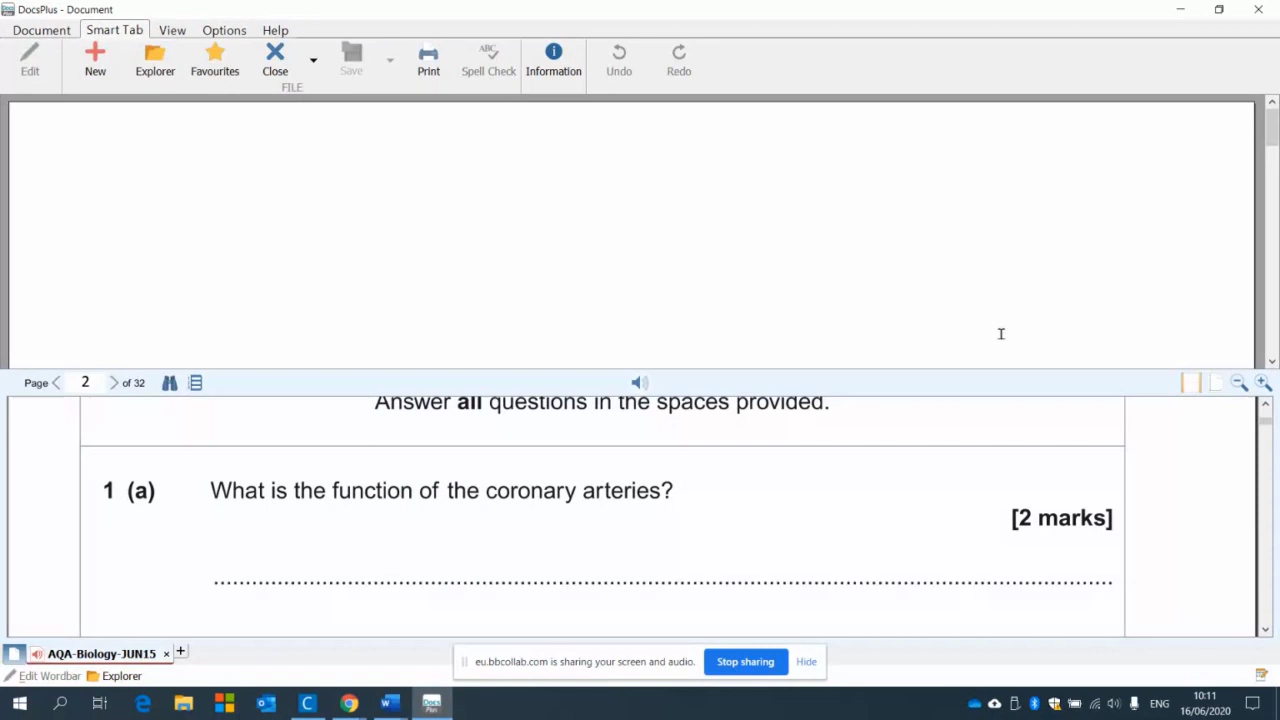 DocsPlus - Document
Document Smart Tab View Options Help
Edit New Explorer Favourites Close Save Print Spell Check Information Undo Redo
ABC
FILE
Page 2 of 32
Answer all questions in the spaces provided.
1 (a) What is the function of the coronary arteries?
[2 marks]
AQA-Biology-JUN15 × +
eu.bbcollab.com is sharing your screen and audio. Stop sharing Hide
Edit Wordbar Explorer
Docs Plus
ENG 10:11
16/06/2020